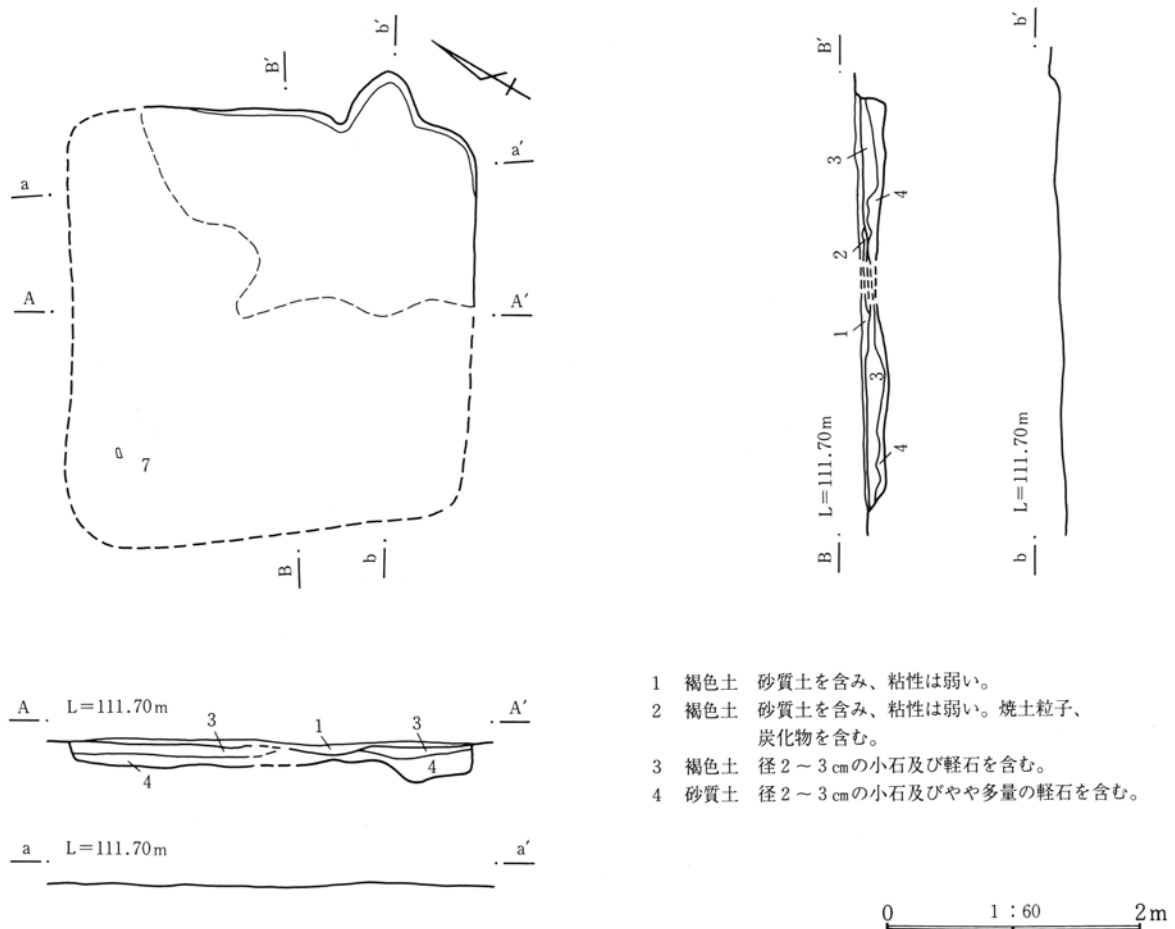 b′
B′
a′
a
A
A′
7
B
b
B′
b′
3
4
2
1
3
4
L=111.70m
L=111.70m
B
b
A
L=111.70m
A′
3
1
3
4
4
a
L=111.70m
a′
1 褐色土 砂質土を含み、粘性は弱い。
2 褐色土 砂質土を含み、粘性は弱い。焼土粒子、
炭化物を含む。
3 褐色土 径2～3㎝の小石及び軽石を含む。
4 砂質土 径2～3㎝の小石及びやや多量の軽石を含む。
0 1:60 2m